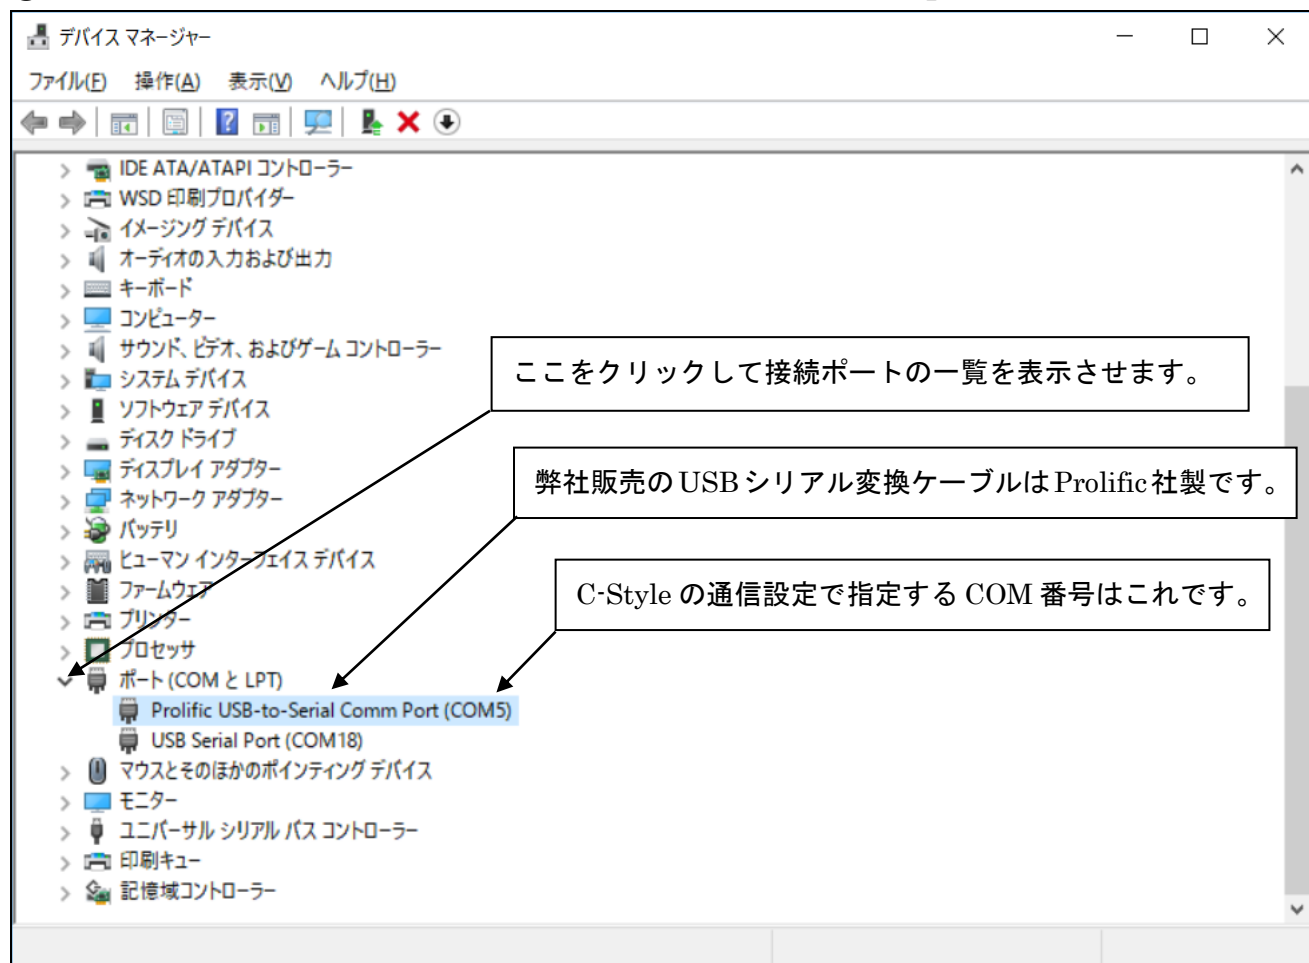 デバイス マネージャー
ファイル(F) 操作(A) 表示(V) ヘルプ(H)
IDE ATA/ATAPI コントローラー
WSD 印刷プロバイダー
イメージング デバイス
オーディオの入力および出力
キーボード
コンピューター
サウンド、ビデオ、およびゲーム コントローラー
ここをクリックして接続ポートの一覧を表示させます。
システム デバイス
ソフトウェア デバイス
ディスク ドライブ
ディスプレイ アダプター
弊社販売の USB シリアル変換ケーブルは Prolific 社製です。
ネットワーク アダプター
バッテリ
ヒューマン インターフェイス デバイス
ファームウェア
C-Style の通信設定で指定する COM 番号はこれです。
プリンター
プロセッサ
ポート (COM と LPT)
Prolific USB-to-Serial Comm Port (COM5)
USB Serial Port (COM18)
マウスとそのほかのポインティング デバイス
モニター
ユニバーサル シリアル バス コントローラー
印刷キュー
記憶域コントローラー